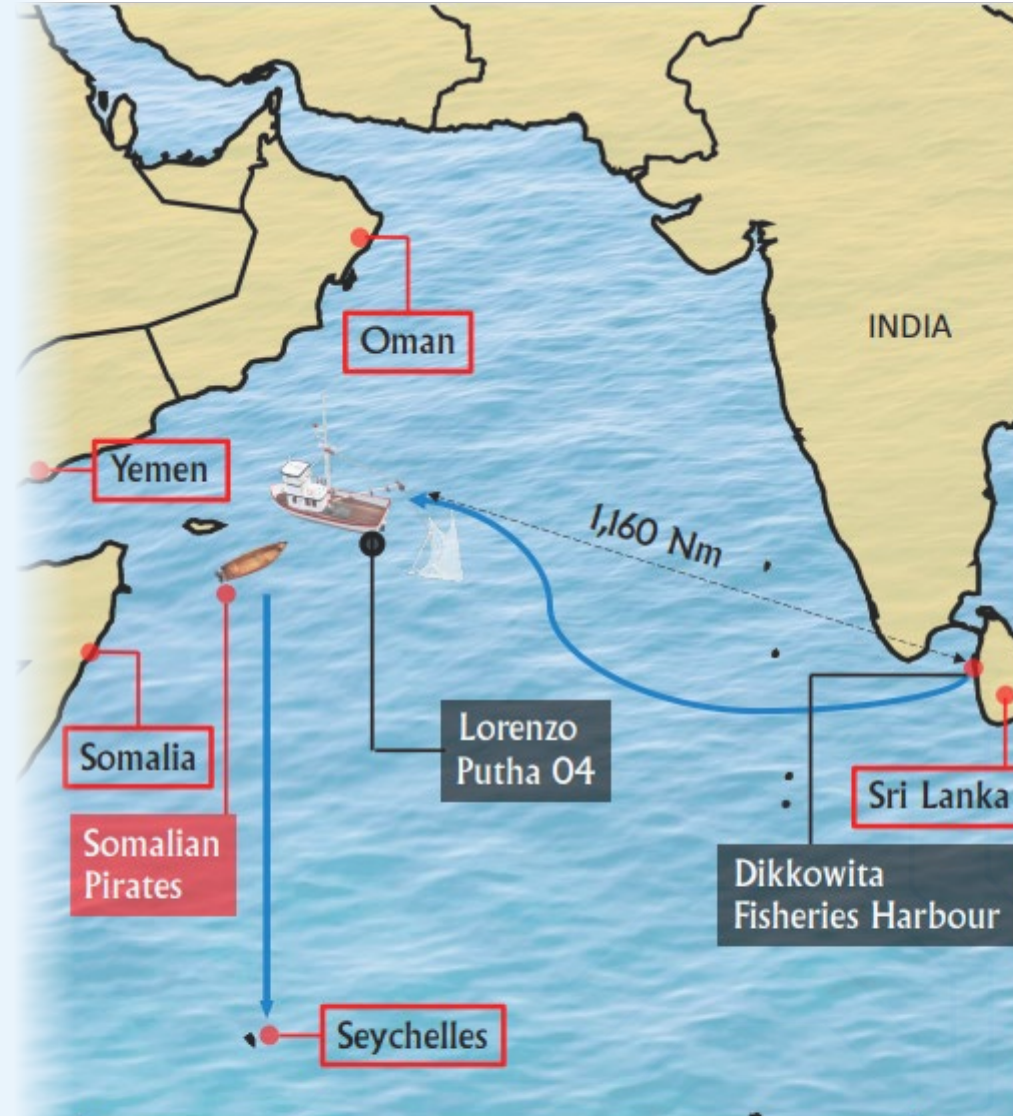 INDIA
Oman
Yemen
1,160 Nm
Lorenzo
Putha 04
Somalia
Sri Lanka
Somalian
Pirates
Dikkowita
Fisheries Harbour
Seychelles